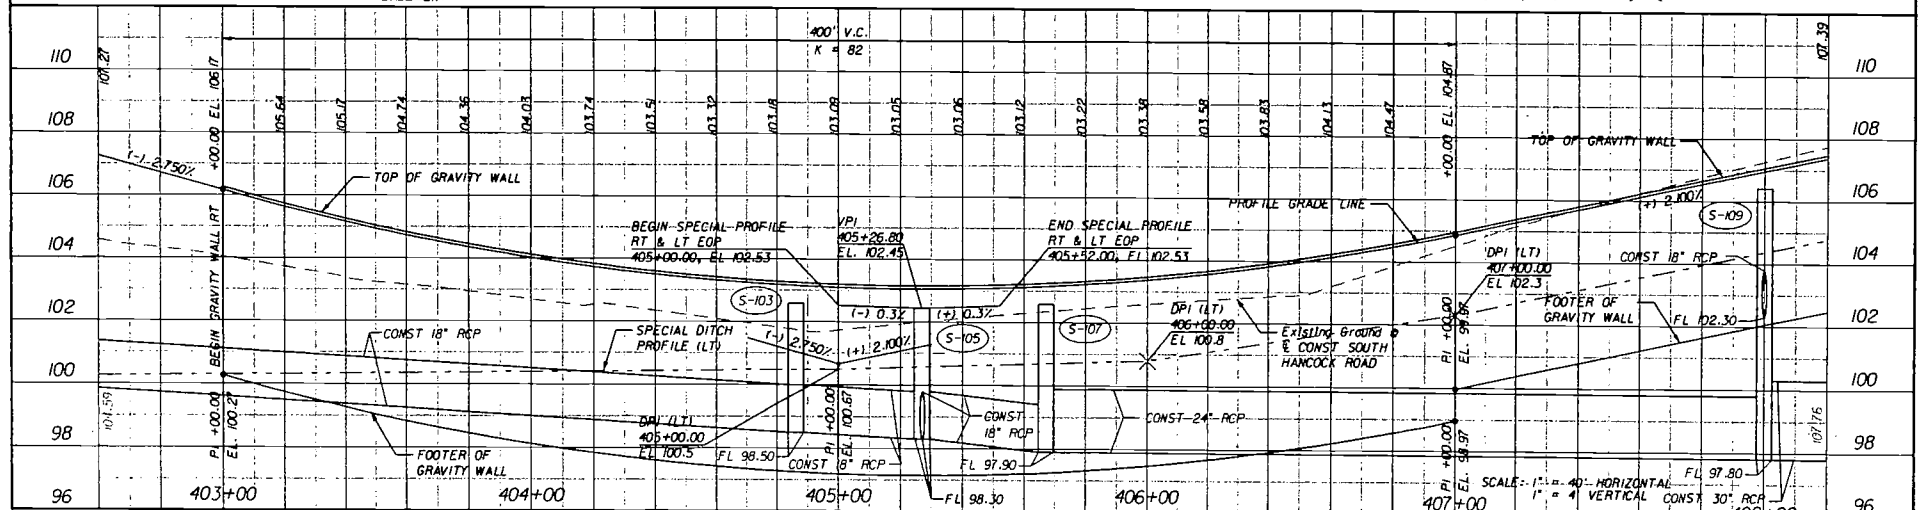 400' V.C.
K = 82
110
108
106
104
102
100
98
96
110
108
106
104
102
100
98
96
107.27
+00.00 EL 106.17
105.64
105.17
104.74
104.36
103.74
103.51
103.32
103.18
103.09
103.05
103.06
103.12
103.22
103.38
103.58
103.83
104.13
104.47
+00.00 EL 104.87
107.39
(-) 2.750%
TOP OF GRAVITY WALL
BEGIN GRAVITY WALL RT
PI +00.00
EL 100.27
101.59
CONST 18" RCP
SPECIAL DITCH
PROFILE (LT)
FOOTER OF
GRAVITY WALL
BEGIN SPECIAL PROFILE
RT & LT EOP
405+00.00, EL 102.53
VPI
405+26.80
EL. 102.45
END SPECIAL PROFILE
RT & LT EOP
405+52.00, EL 102.53
S-103
(-) 0.3%
(+) 0.3%
S-105
S-107
(-) 2.750%
(+) 2.100%
DPI (LT)
405+00.00
EL 100.5
FL 98.50
PI +00.00
EL 100.67
CONST 18" RCP
CONST
18" RCP
FL 97.90
FL 98.30
CONST 24" RCP
DPI (LT)
406+00.00
EL 100.8
Existing Ground @
℄ CONST SOUTH
HANCOCK ROAD
PROFILE GRADE LINE
TOP OF GRAVITY WALL
(+) 2.100%
S-109
DPI (LT)
407+00.00
EL 102.3
CONST 18" RCP
FOOTER OF
GRAVITY WALL
FL 102.30
PI +00.00
EL. 99.97
PI +00.00
EL. 98.97
107.76
FL 97.80
SCALE: 1" = 40' HORIZONTAL
1" = 4' VERTICAL
CONST 30" RCP
403+00
404+00
405+00
406+00
407+00